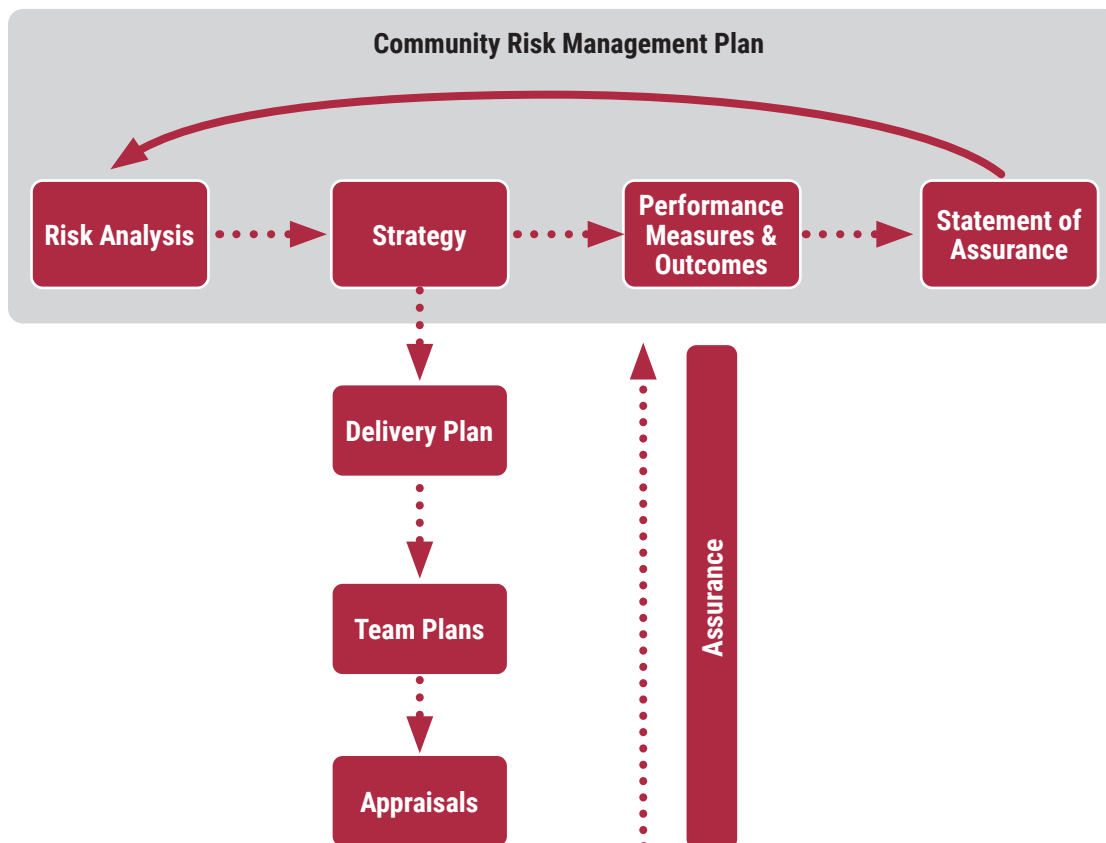 Community Risk Management Plan
Risk Analysis
Strategy
Performance
Measures &
Outcomes
Statement of
Assurance
Delivery Plan
Team Plans
Appraisals
Assurance